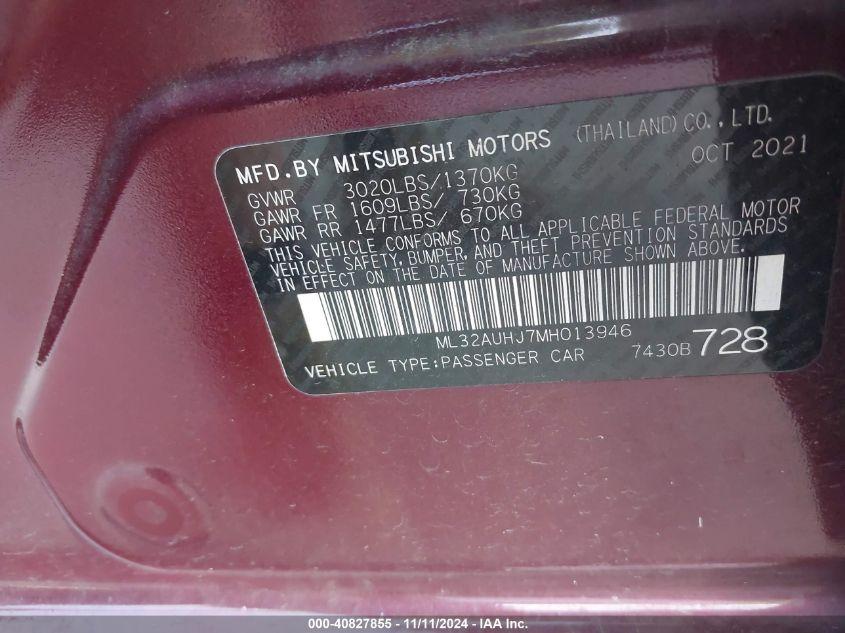 MFD.BY MITSUBISHI MOTORS (THAILAND) CO., LTD.
OCT 2021
GVWR 3020LBS/1370KG
GAWR FR 1609LBS/ 730KG
GAWR RR 1477LBS/ 670KG
THIS VEHICLE CONFORMS TO ALL APPLICABLE FEDERAL MOTOR
VEHICLE SAFETY, BUMPER, AND THEFT PREVENTION STANDARDS
IN EFFECT ON THE DATE OF MANUFACTURE SHOWN ABOVE.
ML32AUHJ7MH013946
VEHICLE TYPE:PASSENGER CAR 7430B 728
000-40827855 - 11/11/2024 - IAA Inc.